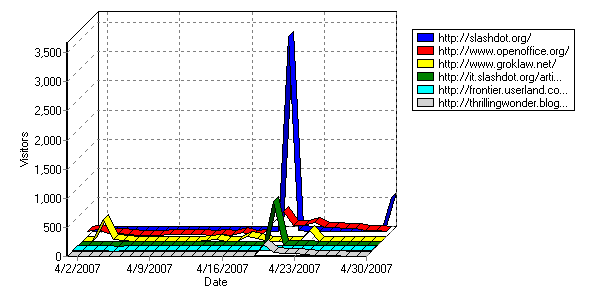 3,500
3,000
2,500
2,000
1,500
1,000
500
0
Visitors
4/2/2007 4/9/2007 4/16/2007 4/23/2007 4/30/2007
Date
http://slashdot.org/
http://www.openoffice.org/
http://www.groklaw.net/
http://it.slashdot.org/arti...
http://frontier.userland.co...
http://thrillingwonder.blog...